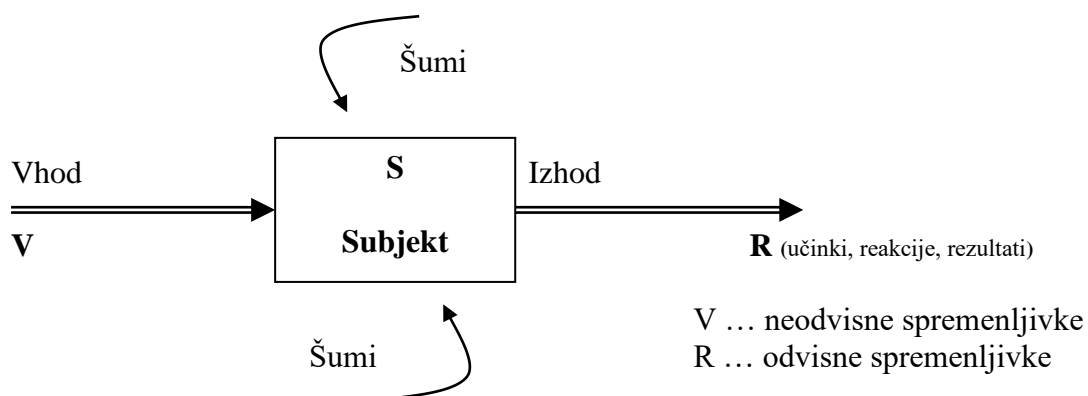 Šumi
Vhod
S
Izhod
V
Subjekt
R (učinki, reakcije, rezultati)
V … neodvisne spremenljivke
R … odvisne spremenljivke
Šumi